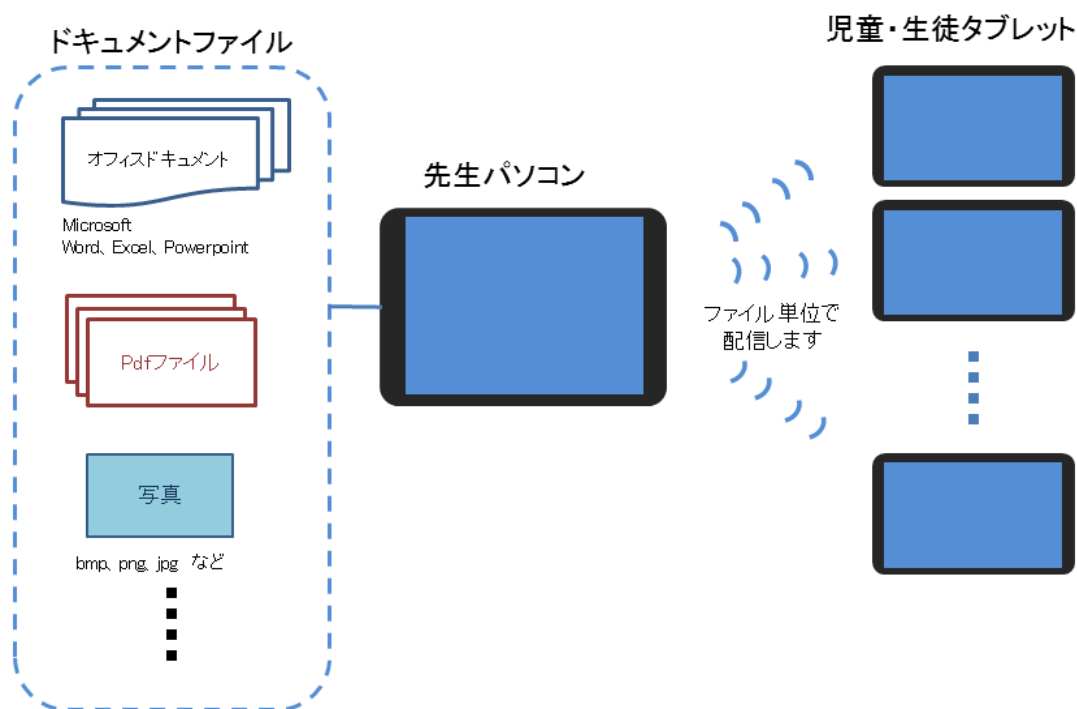 ドキュメントファイル
オフィスドキュメント
Microsoft
Word、Excel、Powerpoint
Pdfファイル
写真
bmp、png、jpg など
先生パソコン
ファイル単位で
配信します
児童・生徒タブレット